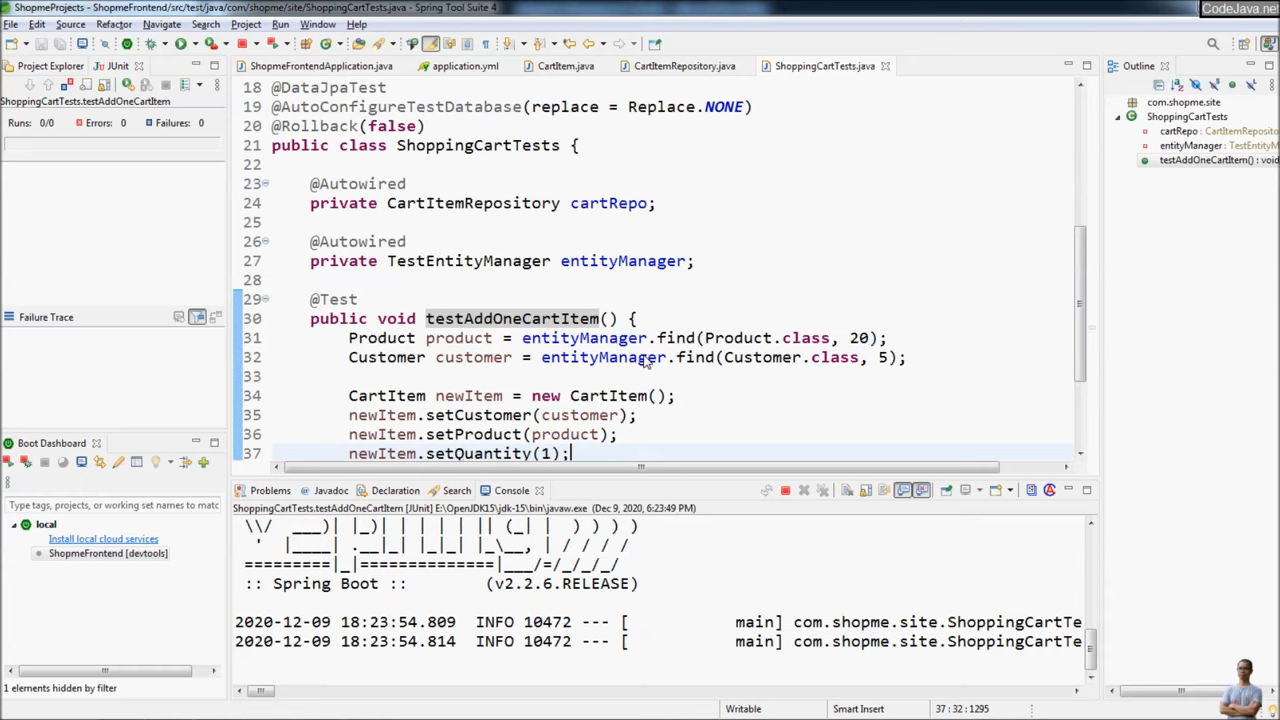 ShopmeProjects - ShopmeFrontend/src/test/java/com/shopme/site/ShoppingCartTests.java - Spring Tool Suite 4
CodeJava.net
File Edit Source Refactor Navigate Search Project Run Window Help
Project Explorer JUnit
ShopmeFrontendApplication.java application.yml CartItem.java CartItemRepository.java ShoppingCartTests.java
Outline
ShoppingCartTests.testAddOneCartItem
Runs: 0/0 Errors: 0 Failures: 0
Failure Trace
18 @DataJpaTest
19 @AutoConfigureTestDatabase(replace = Replace.NONE)
20 @Rollback(false)
21 public class ShoppingCartTests {
22
23 @Autowired
24 private CartItemRepository cartRepo;
25
26 @Autowired
27 private TestEntityManager entityManager;
28
29 @Test
30 public void testAddOneCartItem() {
31 Product product = entityManager.find(Product.class, 20);
32 Customer customer = entityManager.find(Customer.class, 5);
33
34 CartItem newItem = new CartItem();
35 newItem.setCustomer(customer);
36 newItem.setProduct(product);
37 newItem.setQuantity(1);
com.shopme.site
ShoppingCartTests
cartRepo : CartItemReposito
entityManager : TestEntityM
testAddOneCartItem() : void
Boot Dashboard
Type tags, projects, or working set names to matc
local
Install local cloud services
ShopmeFrontend [devtools]
1 elements hidden by filter
Problems Javadoc Declaration Search Console
ShoppingCartTests.testAddOneCartItem [JUnit] E:\OpenJDK15\jdk-15\bin\javaw.exe (Dec 9, 2020, 6:23:49 PM)
:: Spring Boot :: (v2.2.6.RELEASE)
2020-12-09 18:23:54.809 INFO 10472 --- [ main] com.shopme.site.ShoppingCartTe
2020-12-09 18:23:54.814 INFO 10472 --- [ main] com.shopme.site.ShoppingCartTe
Writable Smart Insert 37 : 32 : 1295